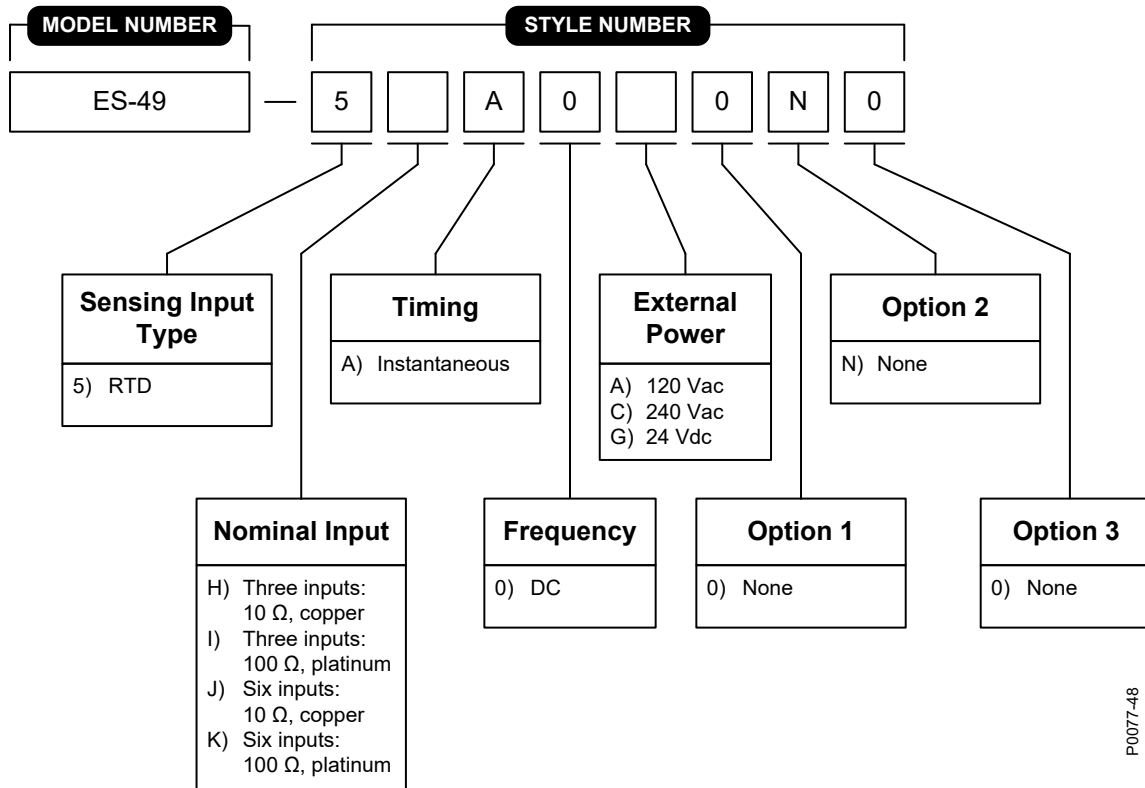 MODEL NUMBER
STYLE NUMBER
ES-49 — 5 A 0 0 N 0
Sensing Input
Type
5) RTD
Timing
A) Instantaneous
External
Power
A) 120 Vac
C) 240 Vac
G) 24 Vdc
Option 2
N) None
Nominal Input
H) Three inputs:
10 Ω, copper
I) Three inputs:
100 Ω, platinum
J) Six inputs:
10 Ω, copper
K) Six inputs:
100 Ω, platinum
Frequency
0) DC
Option 1
0) None
Option 3
0) None
P0077-48